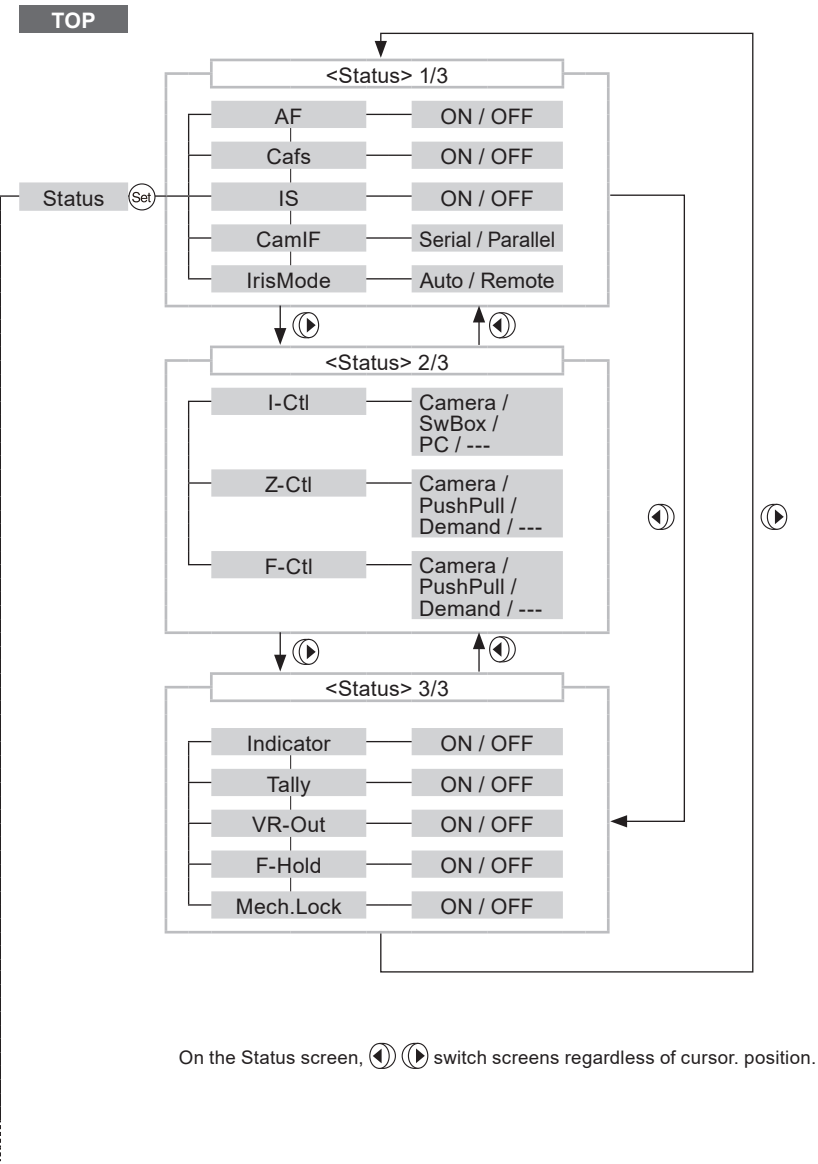 TOP
<Status> 1/3
AF ON / OFF
Cafs ON / OFF
Status Set IS ON / OFF
CamIF Serial / Parallel
IrisMode Auto / Remote
<Status> 2/3
I-Ctl Camera /
SwBox /
PC / ---
Z-Ctl Camera /
PushPull /
Demand / ---
F-Ctl Camera /
PushPull /
Demand / ---
<Status> 3/3
Indicator ON / OFF
Tally ON / OFF
VR-Out ON / OFF
F-Hold ON / OFF
Mech.Lock ON / OFF
On the Status screen, switch screens regardless of cursor. position.